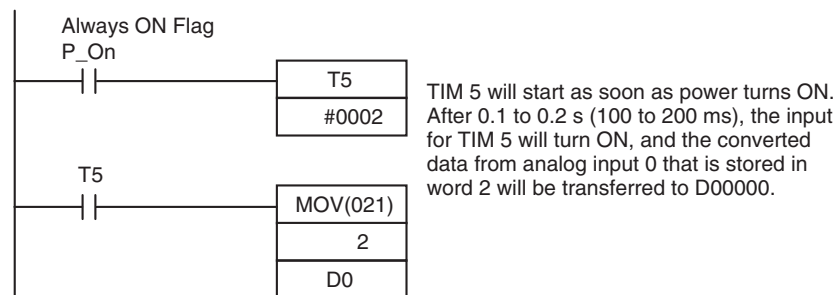 Always ON Flag
P_On
T5
#0002
TIM 5 will start as soon as power turns ON.
After 0.1 to 0.2 s (100 to 200 ms), the input
for TIM 5 will turn ON, and the converted
data from analog input 0 that is stored in
word 2 will be transferred to D00000.
T5
MOV(021)
2
D0